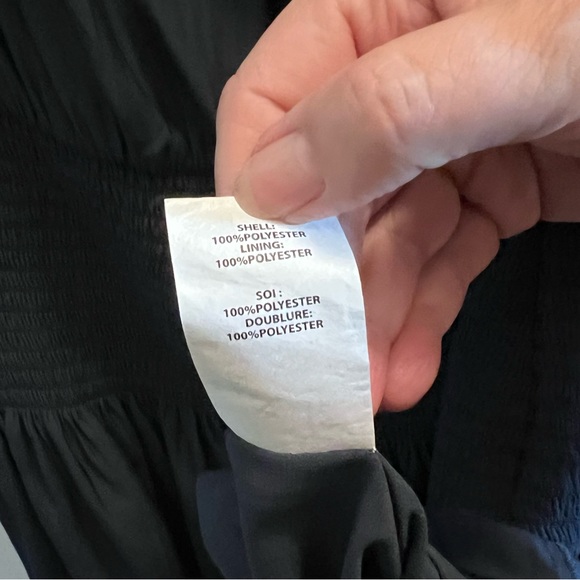 SHELL:
100%POLYESTER
LINING:
100%POLYESTER
SOI :
100%POLYESTER
DOUBLURE:
100%POLYESTER